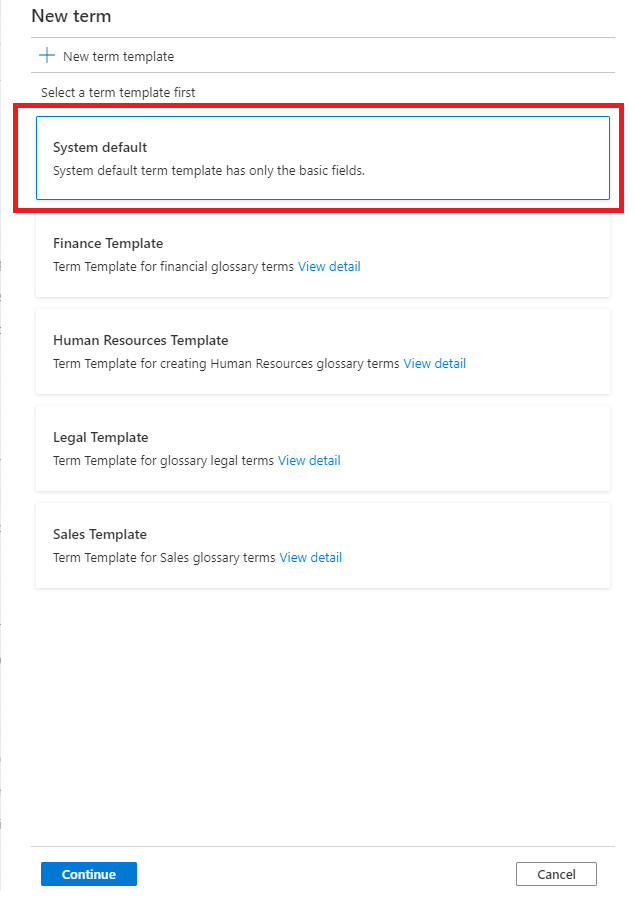 New term
New term template
Select a term template first
System default
System default term template has only the basic fields.
Finance Template
Term Template for financial glossary terms View detail
Human Resources Template
Term Template for creating Human Resources glossary terms View detail
Legal Template
Term Template for glossary legal terms View detail
Sales Template
Term Template for Sales glossary terms View detail
Continue
Cancel